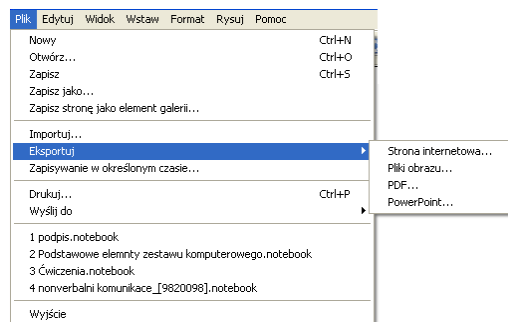 Plik Edytuj Widok Wstaw Format Rysuj Pomoc
Nowy Ctrl+N
Otwórz... Ctrl+O
Zapisz Ctrl+S
Zapisz jako...
Zapisz stronę jako element galerii...
Importuj...
Eksportuj
Strona internetowa...
Pliki obrazu...
PDF...
PowerPoint...
Zapisywanie w określonym czasie...
Drukuj... Ctrl+P
Wyślij do
1 podpis.notebook
2 Podstawowe elemnty zestawu komputerowego.notebook
3 Ćwiczenia.notebook
4 nonverbalni komunikace_[9820098].notebook
Wyjście